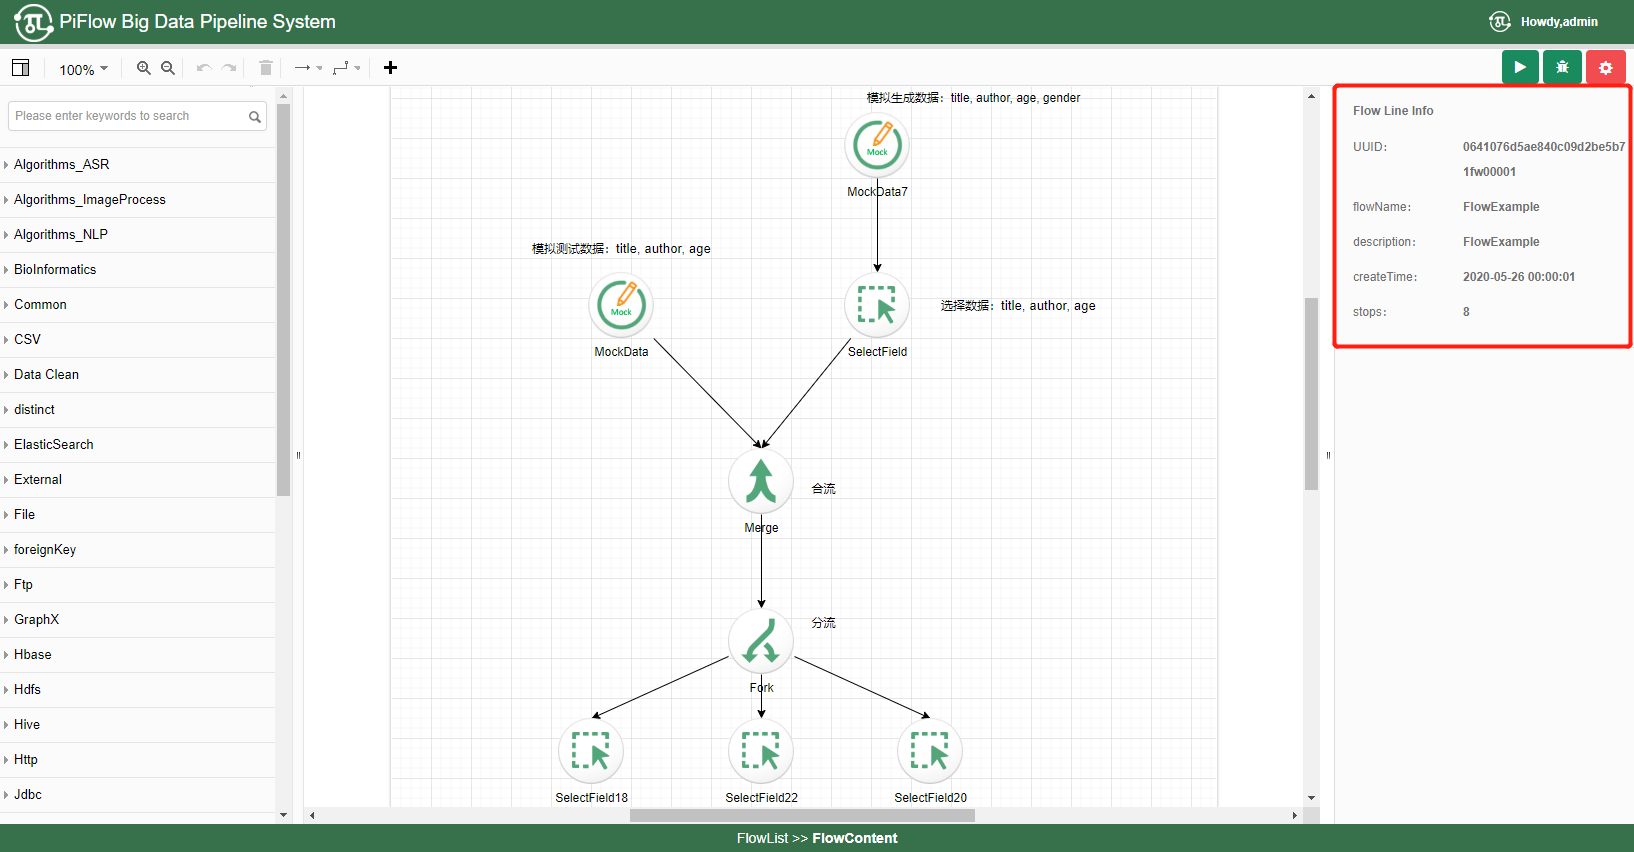 PiFlow Big Data Pipeline System
Howdy,admin
100%
Please enter keywords to search
Algorithms_ASR
Algorithms_ImageProcess
Algorithms_NLP
BioInformatics
Common
CSV
Data Clean
distinct
ElasticSearch
External
File
foreignKey
Ftp
GraphX
Hbase
Hdfs
Hive
Http
Jdbc
模拟生成数据：title, author, age, gender
Mock
MockData7
模拟测试数据：title, author, age
Mock
MockData
选择数据：title, author, age
SelectField
合流
Merge
分流
Fork
SelectField18
SelectField22
SelectField20
Flow Line Info
UUID： 0641076d5ae840c09d2be5b7
1fw00001
flowName： FlowExample
description： FlowExample
createTime： 2020-05-26 00:00:01
stops： 8
FlowList >> FlowContent